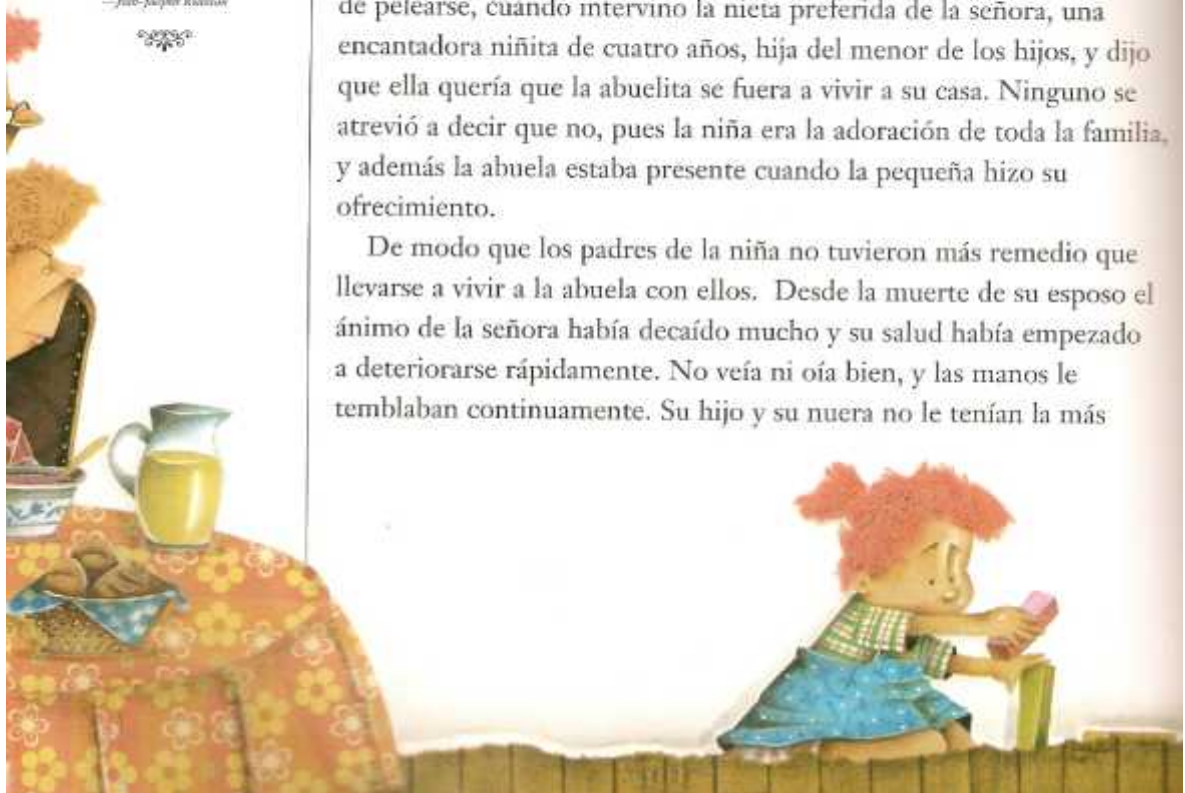 —Jean-Jacques Rousseau
de pelearse, cuando intervino la nieta preferida de la señora, una
encantadora niñita de cuatro años, hija del menor de los hijos, y dijo
que ella quería que la abuelita se fuera a vivir a su casa. Ninguno se
atrevió a decir que no, pues la niña era la adoración de toda la familia,
y además la abuela estaba presente cuando la pequeña hizo su
ofrecimiento.
De modo que los padres de la niña no tuvieron más remedio que
llevarse a vivir a la abuela con ellos. Desde la muerte de su esposo el
ánimo de la señora había decaído mucho y su salud había empezado
a deteriorarse rápidamente. No veía ni oía bien, y las manos le
temblaban continuamente. Su hijo y su nuera no le tenían la más